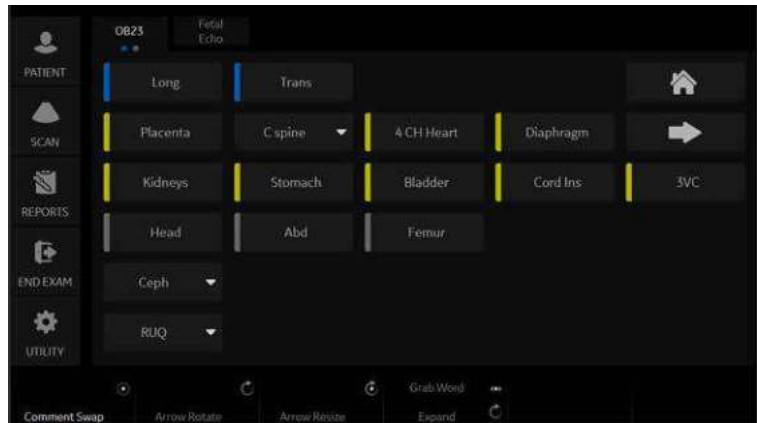 OB23
Fetal
Echo
PATIENT
Long
Trans
SCAN
Placenta
C spine
4 CH Heart
Diaphragm
REPORTS
Kidneys
Stomach
Bladder
Cord Ins
3VC
END EXAM
Head
Abd
Femur
Ceph
UTILITY
RUQ
Grab Word
Comment Swap
Arrow Rotate
Arrow Resize
Expand